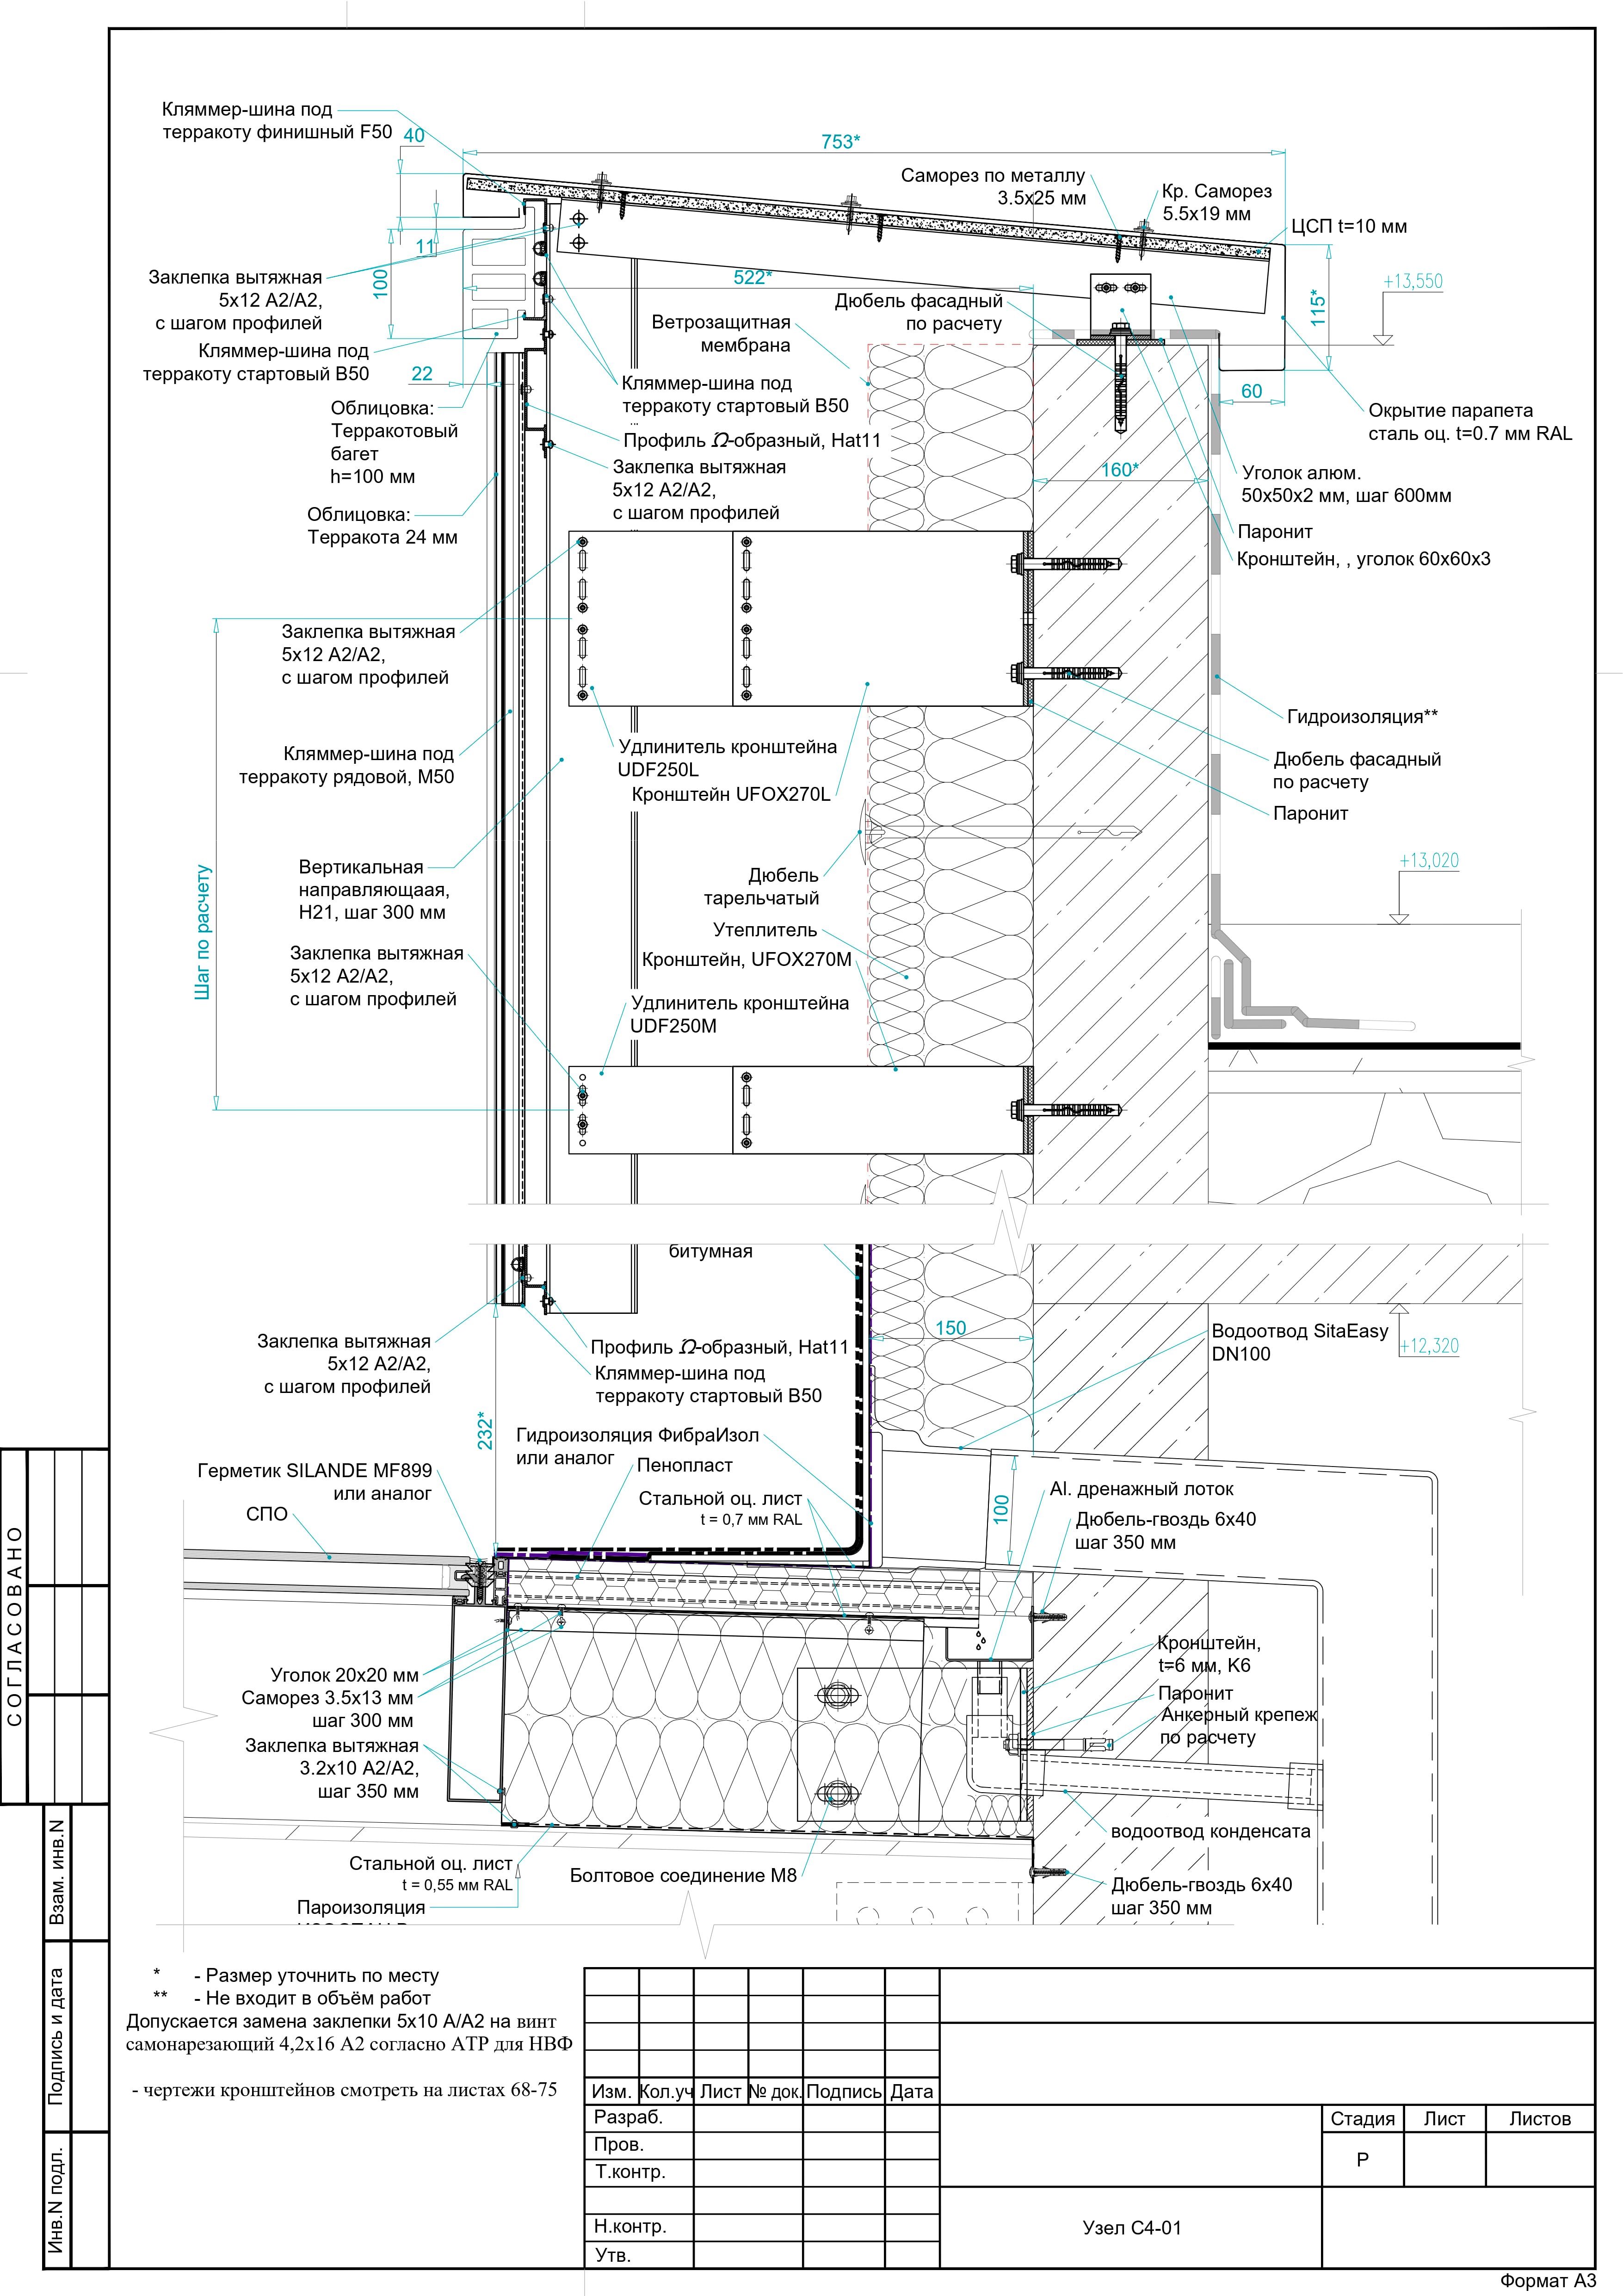 Кляммер-шина под
терракоту финишный F50
40
753*
Саморез по металлу
3.5х25 мм
Кр. Саморез
5.5х19 мм
ЦСП t=10 мм
11
100
Заклепка вытяжная
5х12 А2/А2,
с шагом профилей
522*
+13,550
115*
Дюбель фасадный
по расчету
Ветрозащитная
мембрана
Кляммер-шина под
терракоту стартовый В50
22
Кляммер-шина под
терракоту стартовый В50
60
Облицовка:
Терракотовый
багет
h=100 мм
Окрытие парапета
сталь оц. t=0.7 мм RAL
Профиль Ω-образный, Hat11
Заклепка вытяжная
5х12 А2/А2,
с шагом профилей
160*
Уголок алюм.
50х50х2 мм, шаг 600мм
Облицовка:
Терракота 24 мм
Паронит
Кронштейн, , уголок 60х60х3
Заклепка вытяжная
5х12 А2/А2,
с шагом профилей
Гидроизоляция**
Кляммер-шина под
терракоту рядовой, М50
Удлинитель кронштейна
UDF250L
Кронштейн UFOX270L
Дюбель фасадный
по расчету
Паронит
Шаг по расчету
Вертикальная
направляющаая,
Н21, шаг 300 мм
Дюбель
тарельчатый
+13,020
Утеплитель
Заклепка вытяжная
5х12 А2/А2,
с шагом профилей
Кронштейн, UFOX270M
Удлинитель кронштейна
UDF250M
битумная
150
Водоотвод SitaEasy
DN100
+12,320
Заклепка вытяжная
5х12 А2/А2,
с шагом профилей
Профиль Ω-образный, Hat11
Кляммер-шина под
терракоту стартовый В50
232*
Гидроизоляция ФибраИзол
или аналог
Пенопласт
Герметик SILANDE MF899
или аналог
СПО
Стальной оц. лист
t = 0,7 мм RAL
100
Al. дренажный лоток
Дюбель-гвоздь 6х40
шаг 350 мм
Уголок 20х20 мм
Саморез 3.5х13 мм
шаг 300 мм
Заклепка вытяжная
3.2х10 А2/А2,
шаг 350 мм
Кронштейн,
t=6 мм, К6
Паронит
Анкерный крепеж
по расчету
водоотвод конденсата
Стальной оц. лист
t = 0,55 мм RAL
Болтовое соединение М8
Пароизоляция
Дюбель-гвоздь 6х40
шаг 350 мм
* - Размер уточнить по месту
** - Не входит в объём работ
Допускается замена заклепки 5х10 А/А2 на винт
самонарезающий 4,2х16 А2 согласно АТР для НВФ
- чертежи кронштейнов смотреть на листах 68-75
СОГЛАСОВАНО
Взам. инв.N
Подпись и дата
Инв.N подл.
Изм. Кол.уч Лист № док. Подпись Дата
Разраб.
Пров.
Т.контр.
Н.контр.
Утв.
Стадия Лист Листов
Р
Узел С4-01
Формат А3